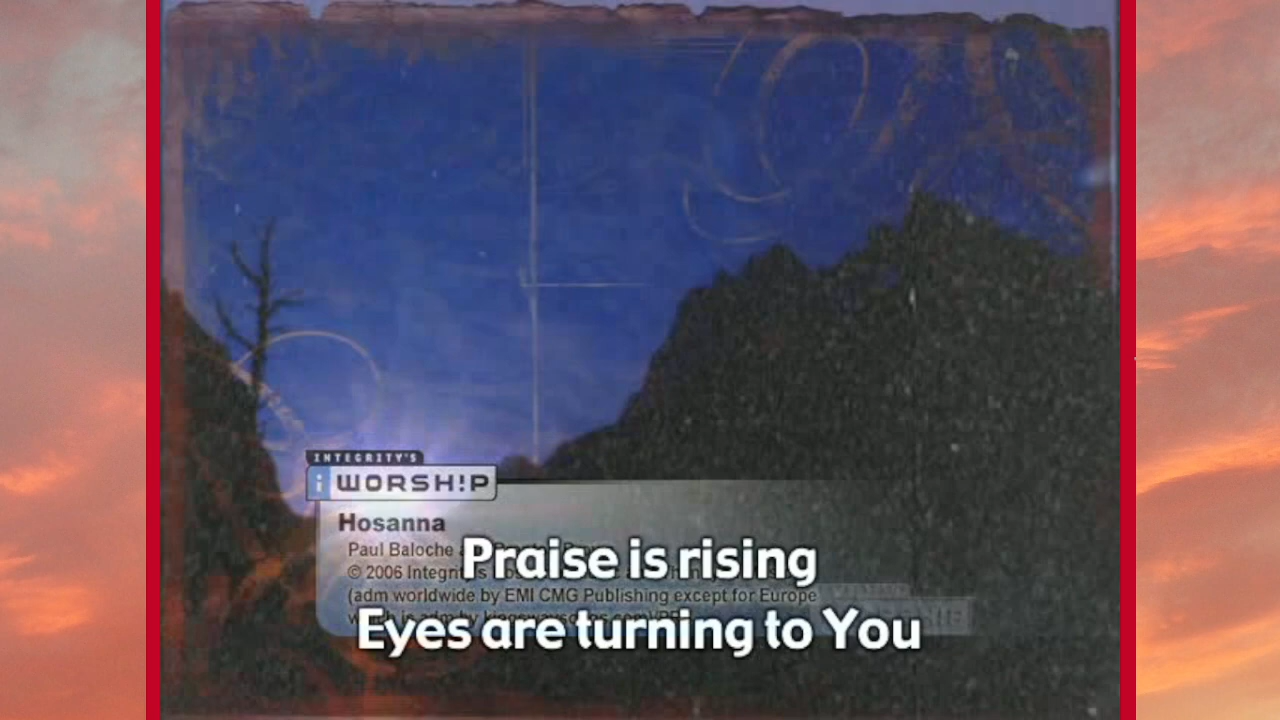 INTEGRITY'S
iWORSH!P
Hosanna
Paul Baloche
© 2006 Integrity's
(adm worldwide by EMI CMG Publishing except for Europe
Praise is rising
Eyes are turning to You